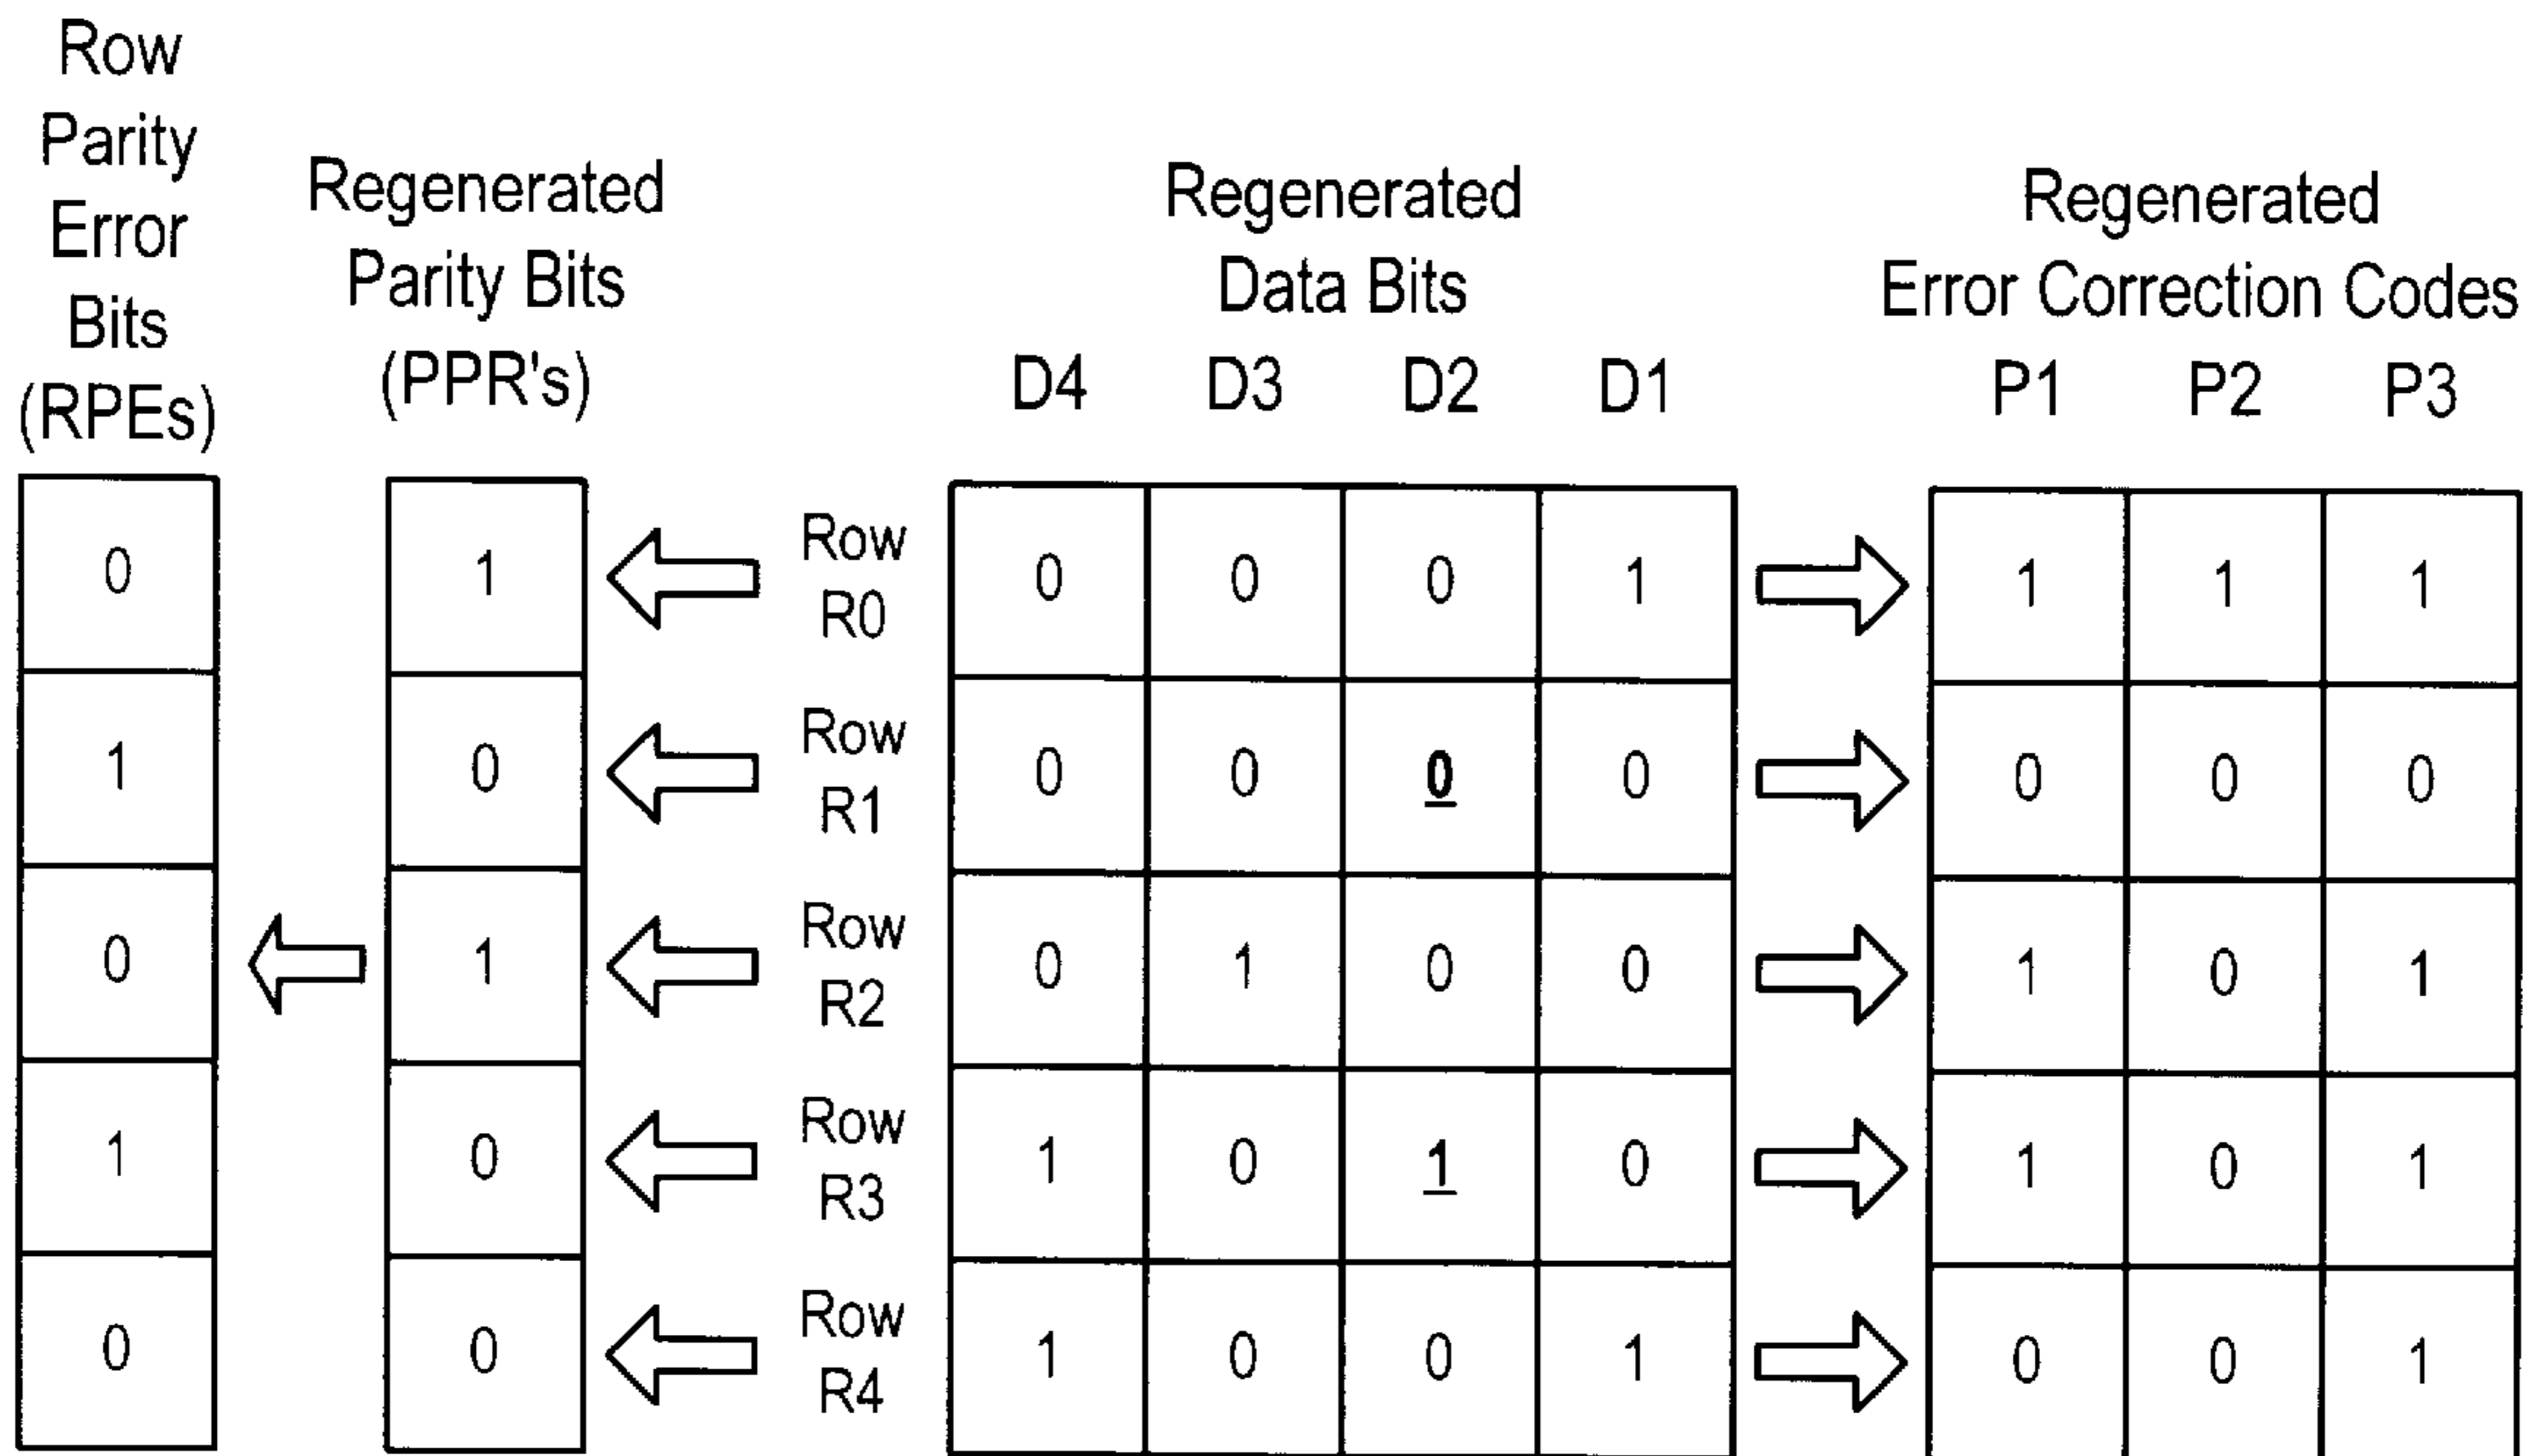 Row
Parity
Error
Bits
(RPEs)
Regenerated
Parity Bits
(PPR's)
Regenerated
Data Bits
D4 D3 D2 D1
Regenerated
Error Correction Codes
P1 P2 P3
0 1 Row R0 0 0 0 1 1 1 1
1 0 Row R1 0 0 0 0 0 0 0
0 1 Row R2 0 1 0 0 1 0 1
1 0 Row R3 1 0 1 0 1 0 1
0 0 Row R4 1 0 0 1 0 0 1